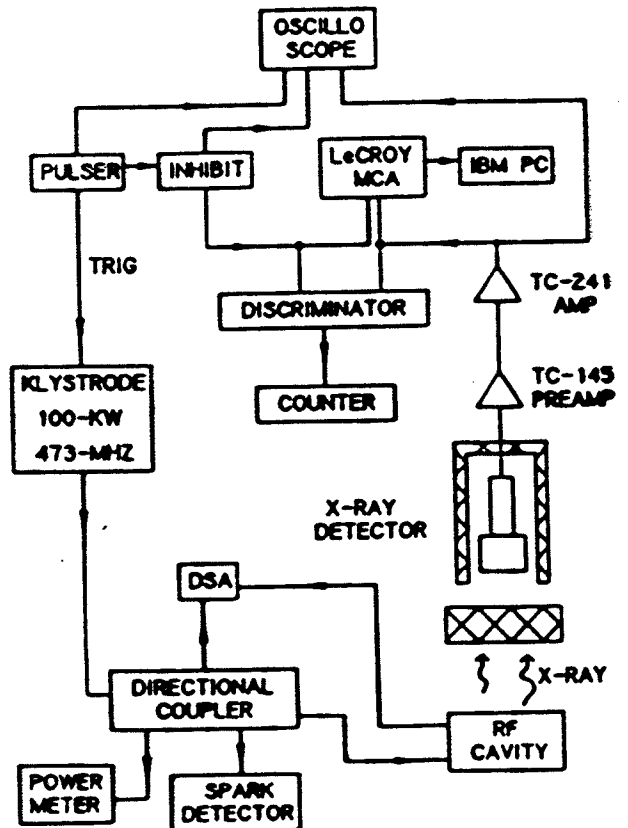 OSCILLO
SCOPE
PULSER
INHIBIT
LeCROY
MCA
IBM PC
TRIG
DISCRIMINATOR
TC-241
AMP
KLYSTRODE
100-KW
473-MHZ
COUNTER
TC-145
PREAMP
X-RAY
DETECTOR
DSA
DIRECTIONAL
COUPLER
X-RAY
RF
CAVITY
POWER
METER
SPARK
DETECTOR